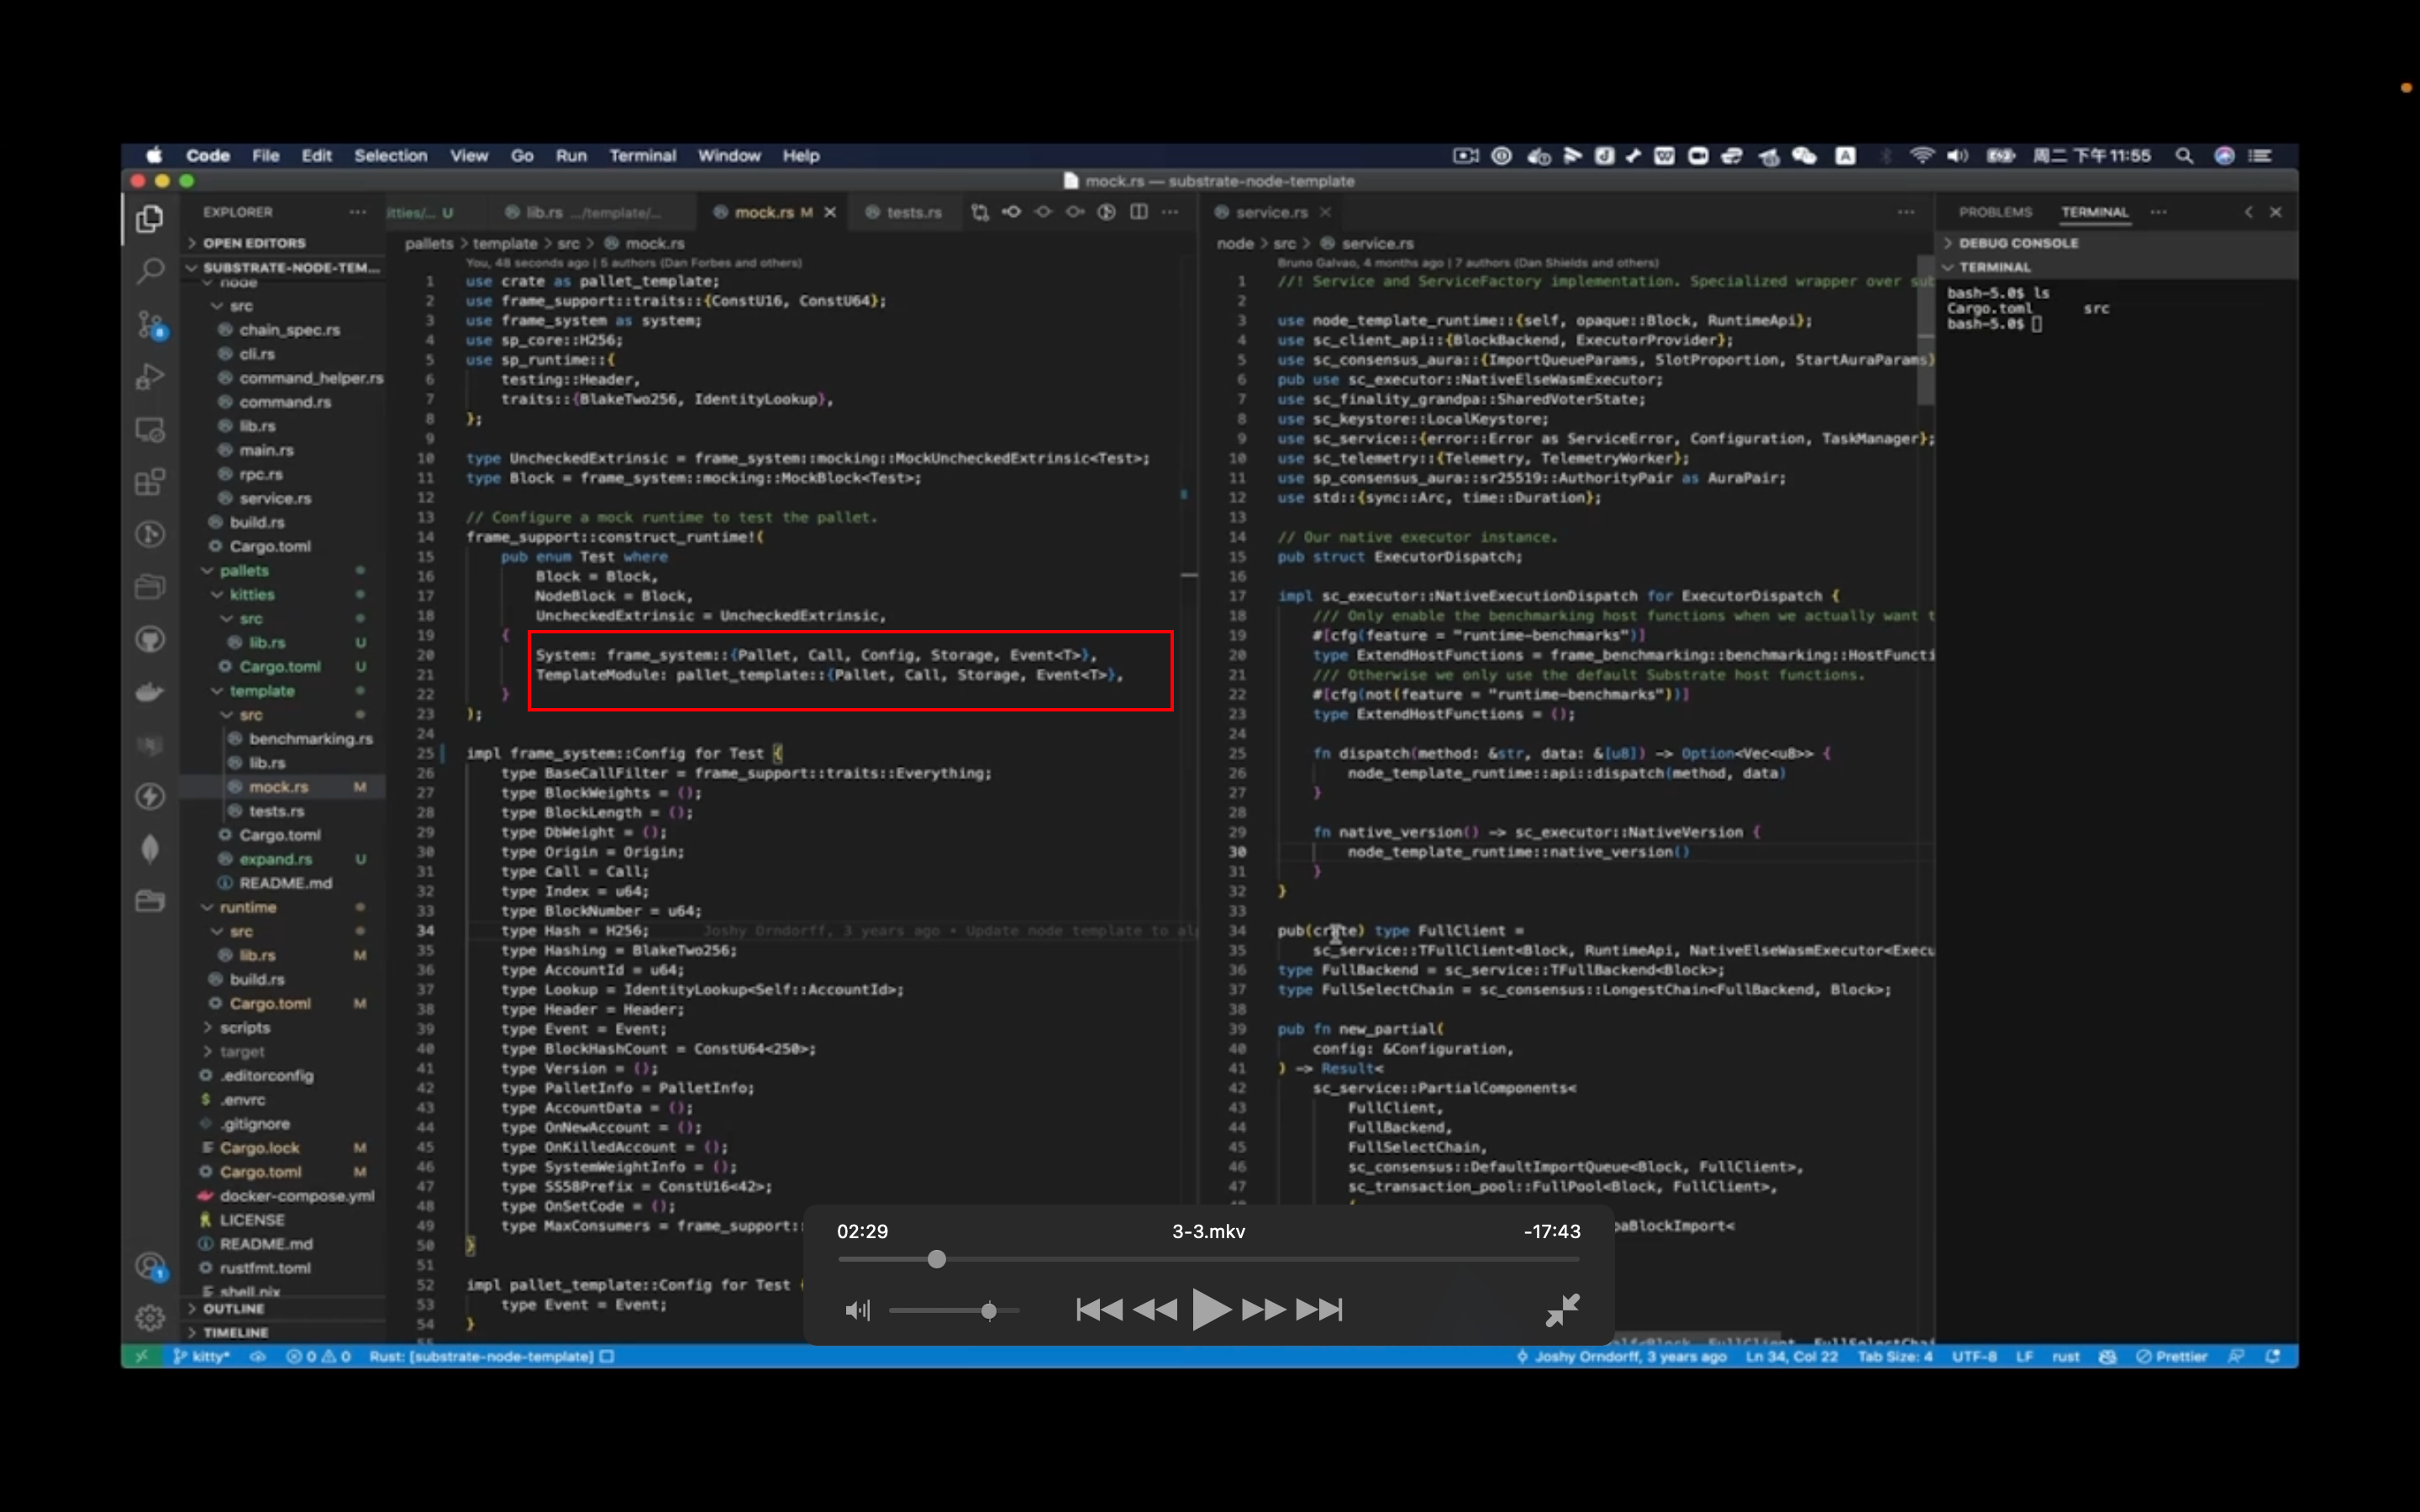 Code File Edit Selection View Go Run Terminal Window Help
周二 下午11:55
mock.rs — substrate-node-template
EXPLORER
OPEN EDITORS
SUBSTRATE-NODE-TEM...
node
src
chain_spec.rs
cli.rs
command_helper.rs
command.rs
lib.rs
main.rs
rpc.rs
service.rs
build.rs
Cargo.toml
pallets
kitties
src
lib.rs U
Cargo.toml U
template
src
benchmarking.rs
lib.rs
mock.rs M
tests.rs
Cargo.toml
expand.rs U
README.md
runtime
src
lib.rs M
build.rs
Cargo.toml M
scripts
target
.editorconfig
.envrc
.gitignore
Cargo.lock M
Cargo.toml M
docker-compose.yml
LICENSE
README.md
rustfmt.toml
shell.nix
OUTLINE
TIMELINE
itties/... U lib.rs .../template/... mock.rs M tests.rs
pallets > template > src > mock.rs
You, 48 seconds ago | 5 authors (Dan Forbes and others)
1 use crate as pallet_template;
2 use frame_support::traits::{ConstU16, ConstU64};
3 use frame_system as system;
4 use sp_core::H256;
5 use sp_runtime::{
6 testing::Header,
7 traits::{BlakeTwo256, IdentityLookup},
8 };
9
10 type UncheckedExtrinsic = frame_system::mocking::MockUncheckedExtrinsic<Test>;
11 type Block = frame_system::mocking::MockBlock<Test>;
12
13 // Configure a mock runtime to test the pallet.
14 frame_support::construct_runtime!(
15 pub enum Test where
16 Block = Block,
17 NodeBlock = Block,
18 UncheckedExtrinsic = UncheckedExtrinsic,
19 {
20 System: frame_system::{Pallet, Call, Config, Storage, Event<T>},
21 TemplateModule: pallet_template::{Pallet, Call, Storage, Event<T>},
22 }
23 );
24
25 impl frame_system::Config for Test {
26 type BaseCallFilter = frame_support::traits::Everything;
27 type BlockWeights = ();
28 type BlockLength = ();
29 type DbWeight = ();
30 type Origin = Origin;
31 type Call = Call;
32 type Index = u64;
33 type BlockNumber = u64;
34 type Hash = H256; Joshy Orndorff, 3 years ago • Update node template to al
35 type Hashing = BlakeTwo256;
36 type AccountId = u64;
37 type Lookup = IdentityLookup<Self::AccountId>;
38 type Header = Header;
39 type Event = Event;
40 type BlockHashCount = ConstU64<250>;
41 type Version = ();
42 type PalletInfo = PalletInfo;
43 type AccountData = ();
44 type OnNewAccount = ();
45 type OnKilledAccount = ();
46 type SystemWeightInfo = ();
47 type SS58Prefix = ConstU16<42>;
48 type OnSetCode = ();
49 type MaxConsumers = frame_support:
50 }
51
52 impl pallet_template::Config for Test {
53 type Event = Event;
54 }
service.rs
node > src > service.rs
Bruno Galvao, 4 months ago | 7 authors (Dan Shields and others)
1 //! Service and ServiceFactory implementation. Specialized wrapper over sub
2
3 use node_template_runtime::{self, opaque::Block, RuntimeApi};
4 use sc_client_api::{BlockBackend, ExecutorProvider};
5 use sc_consensus_aura::{ImportQueueParams, SlotProportion, StartAuraParams}
6 pub use sc_executor::NativeElseWasmExecutor;
7 use sc_finality_grandpa::SharedVoterState;
8 use sc_keystore::LocalKeystore;
9 use sc_service::{error::Error as ServiceError, Configuration, TaskManager};
10 use sc_telemetry::{Telemetry, TelemetryWorker};
11 use sp_consensus_aura::sr25519::AuthorityPair as AuraPair;
12 use std::{sync::Arc, time::Duration};
13
14 // Our native executor instance.
15 pub struct ExecutorDispatch;
16
17 impl sc_executor::NativeExecutionDispatch for ExecutorDispatch {
18 /// Only enable the benchmarking host functions when we actually want t
19 #[cfg(feature = "runtime-benchmarks")]
20 type ExtendHostFunctions = frame_benchmarking::benchmarking::HostFuncti
21 /// Otherwise we only use the default Substrate host functions.
22 #[cfg(not(feature = "runtime-benchmarks"))]
23 type ExtendHostFunctions = ();
24
25 fn dispatch(method: &str, data: &[u8]) -> Option<Vec<u8>> {
26 node_template_runtime::api::dispatch(method, data)
27 }
28
29 fn native_version() -> sc_executor::NativeVersion {
30 node_template_runtime::native_version()
31 }
32 }
33
34 pub(crate) type FullClient =
35 sc_service::TFullClient<Block, RuntimeApi, NativeElseWasmExecutor<Execu
36 type FullBackend = sc_service::TFullBackend<Block>;
37 type FullSelectChain = sc_consensus::LongestChain<FullBackend, Block>;
38
39 pub fn new_partial(
40 config: &Configuration,
41 ) -> Result<
42 sc_service::PartialComponents<
43 FullClient,
44 FullBackend,
45 FullSelectChain,
46 sc_consensus::DefaultImportQueue<Block, FullClient>,
47 sc_transaction_pool::FullPool<Block, FullClient>,
paBlockImport<
PROBLEMS TERMINAL
DEBUG CONSOLE
TERMINAL
bash-5.0$ ls
Cargo.toml src
bash-5.0$
02:29 3-3.mkv -17:43
kitty* 0 0 Rust: [substrate-node-template] Joshy Orndorff, 3 years ago Ln 34, Col 22 Tab Size: 4 UTF-8 LF rust Prettier